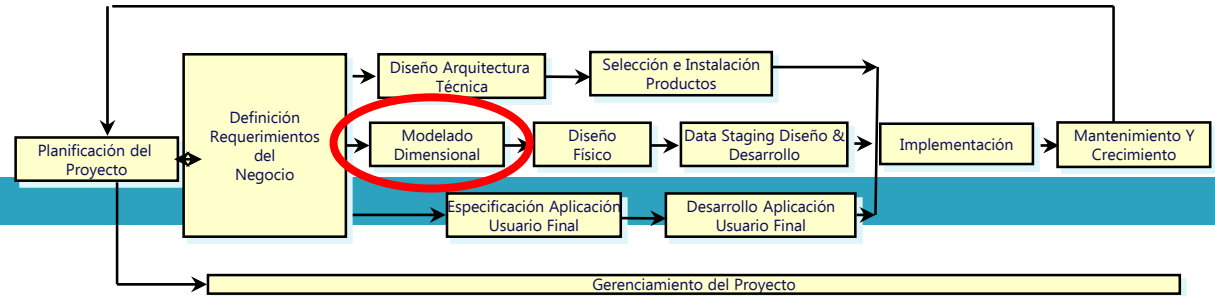 Planificación del
Proyecto
Definición
Requerimientos
del
Negocio
Diseño Arquitectura
Técnica
Selección e Instalación
Productos
Modelado
Dimensional
Diseño
Físico
Data Staging Diseño &
Desarrollo
Especificación Aplicación
Usuario Final
Desarrollo Aplicación
Usuario Final
Implementación
Mantenimiento Y
Crecimiento
Gerenciamiento del Proyecto